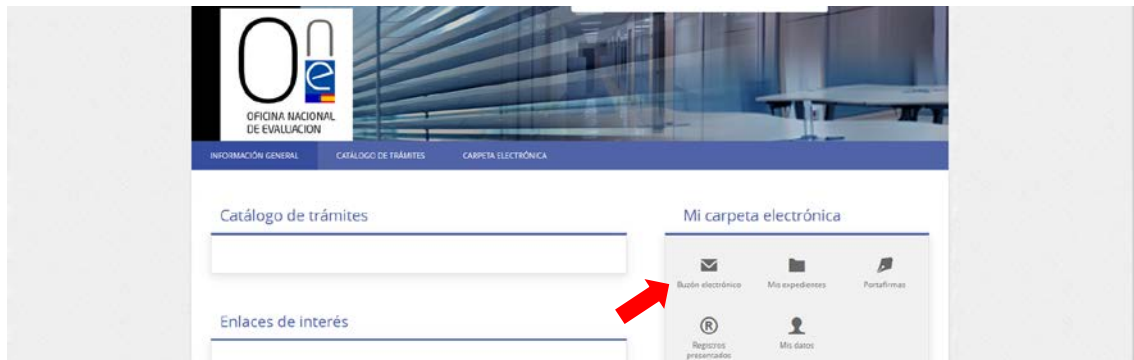 OFICINA NACIONAL
DE EVALUACION
INFORMACIÓN GENERAL CATÁLOGO DE TRÁMITES CARPETA ELECTRÓNICA
Catálogo de trámites
Mi carpeta electrónica
Buzón electrónico Mis expedientes Portafirmas
Enlaces de interés
Registros presentados Mis datos